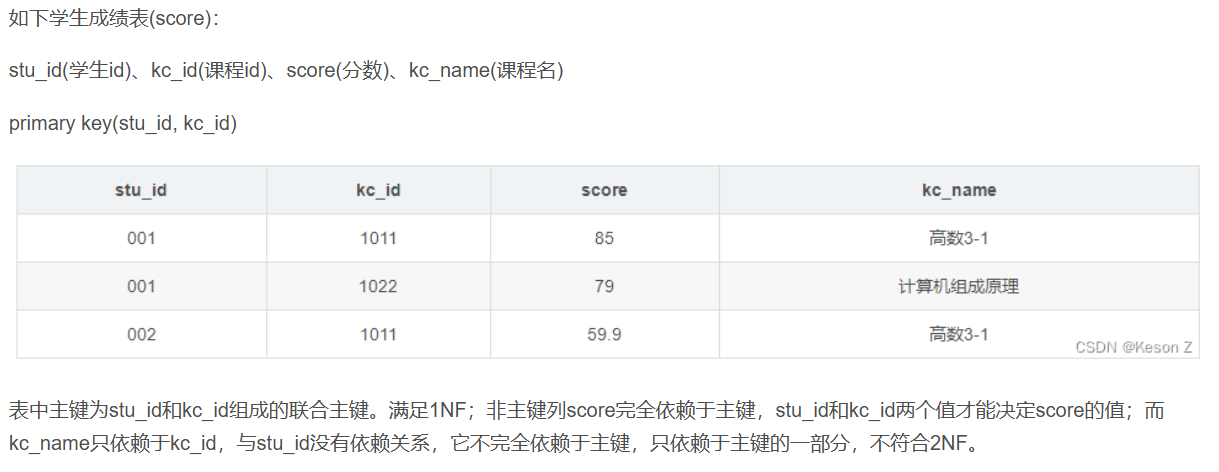 如下学生成绩表(score)：
stu_id(学生id)、kc_id(课程id)、score(分数)、kc_name(课程名)
primary key(stu_id, kc_id)
stu_id kc_id score kc_name
001 1011 85 高数3-1
001 1022 79 计算机组成原理
002 1011 59.9 高数3-1
CSDN @Keson Z
表中主键为stu_id和kc_id组成的联合主键。满足1NF；非主键列score完全依赖于主键，stu_id和kc_id两个值才能决定score的值；而
kc_name只依赖于kc_id，与stu_id没有依赖关系，它不完全依赖于主键，只依赖于主键的一部分，不符合2NF。